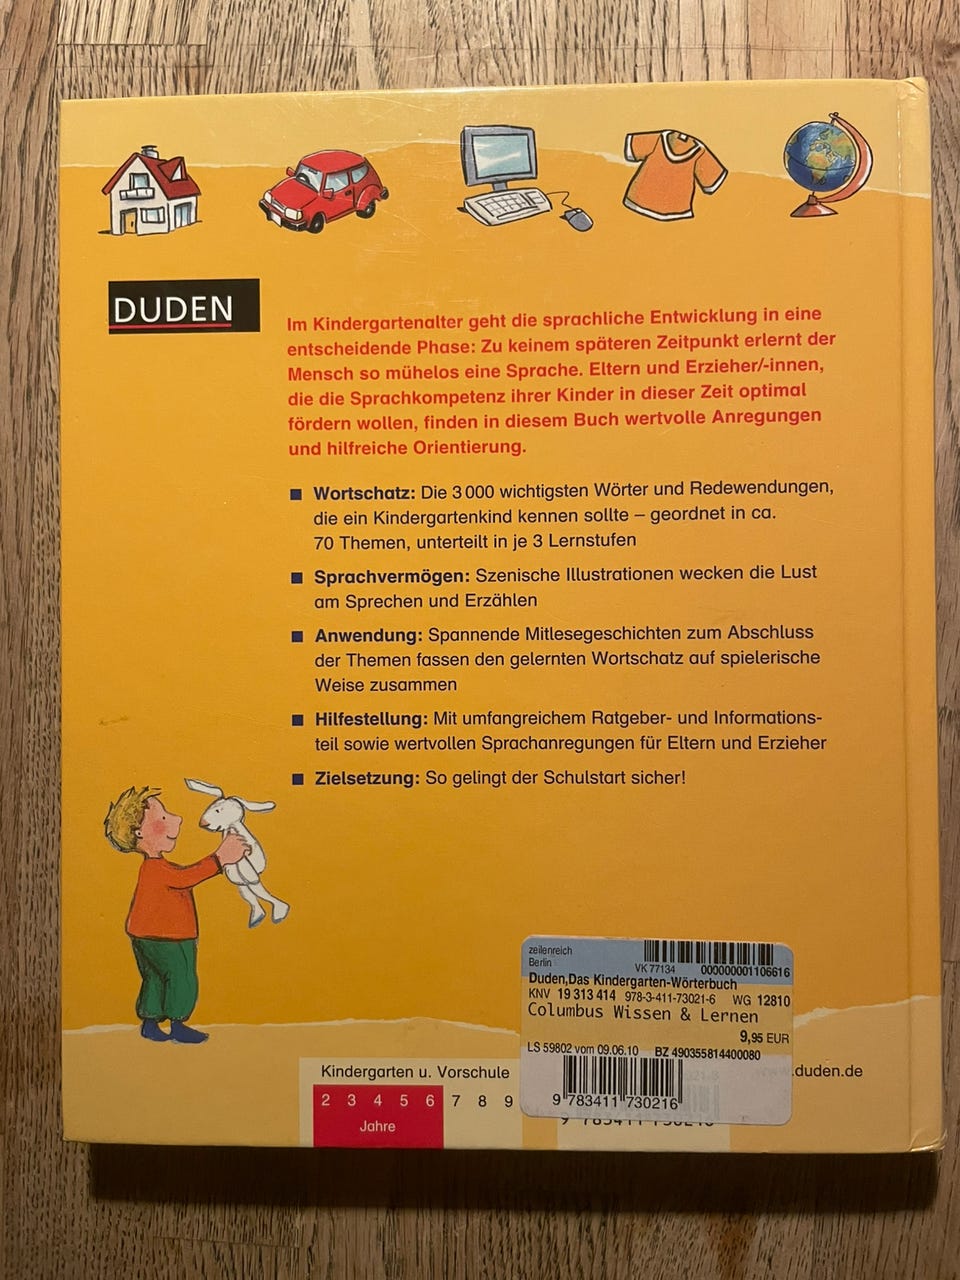 DUDEN
Im Kindergartenalter geht die sprachliche Entwicklung in eine
entscheidende Phase: Zu keinem späteren Zeitpunkt erlernt der
Mensch so mühelos eine Sprache. Eltern und Erzieher/-innen,
die die Sprachkompetenz ihrer Kinder in dieser Zeit optimal
fördern wollen, finden in diesem Buch wertvolle Anregungen
und hilfreiche Orientierung.
■ Wortschatz: Die 3 000 wichtigsten Wörter und Redewendungen,
die ein Kindergartenkind kennen sollte – geordnet in ca.
70 Themen, unterteilt in je 3 Lernstufen
■ Sprachvermögen: Szenische Illustrationen wecken die Lust
am Sprechen und Erzählen
■ Anwendung: Spannende Mitlesegeschichten zum Abschluss
der Themen fassen den gelernten Wortschatz auf spielerische
Weise zusammen
■ Hilfestellung: Mit umfangreichem Ratgeber- und Informations-
teil sowie wertvollen Sprachanregungen für Eltern und Erzieher
■ Zielsetzung: So gelingt der Schulstart sicher!
zeilenreich
Berlin
VK 77134 000000001106616
Duden,Das Kindergarten-Wörterbuch
KNV 19 313 414 978-3-411-73021-6 WG 12810
Columbus Wissen & Lernen
9,95 EUR
LS 59802 vom 09.06.10 BZ 490355814400080
9 783411 730216
www.duden.de
Kindergarten u. Vorschule
2 3 4 5 6 7 8 9
Jahre